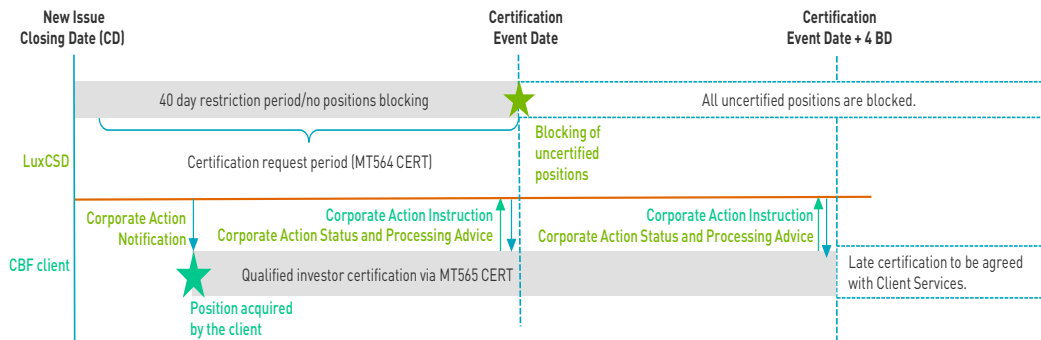 New Issue
Closing Date (CD)
Certification
Event Date
Certification
Event Date + 4 BD
40 day restriction period/no positions blocking
All uncertified positions are blocked.
Blocking of
uncertified
positions
LuxCSD
Certification request period (MT564 CERT)
Corporate Action
Notification
Corporate Action Instruction
Corporate Action Status and Processing Advice
Corporate Action Instruction
Corporate Action Status and Processing Advice
CBF client
Qualified investor certification via MT565 CERT
Late certification to be agreed
with Client Services.
Position acquired
by the client